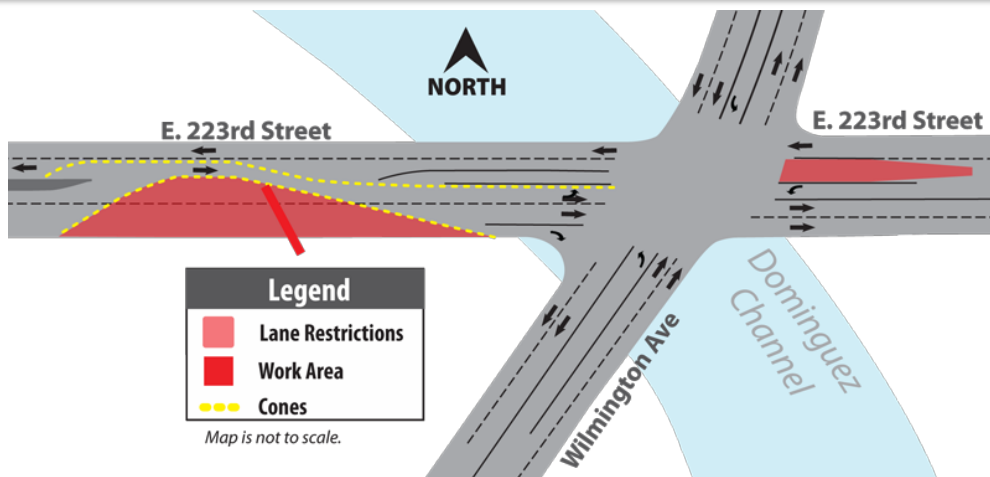 NORTH
E. 223rd Street
E. 223rd Street
Legend
Lane Restrictions
Work Area
Cones
Map is not to scale.
Wilmington Ave
Dominguez
Channel